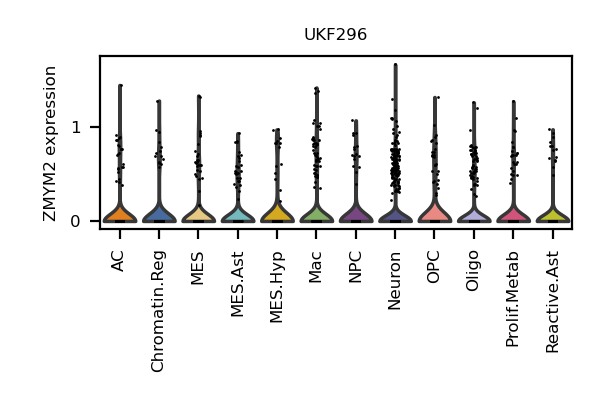 UKF296
ZMYM2 expression
1
0
AC
Chromatin.Reg
MES
MES.Ast
MES.Hyp
Mac
NPC
Neuron
OPC
Oligo
Prolif.Metab
Reactive.Ast